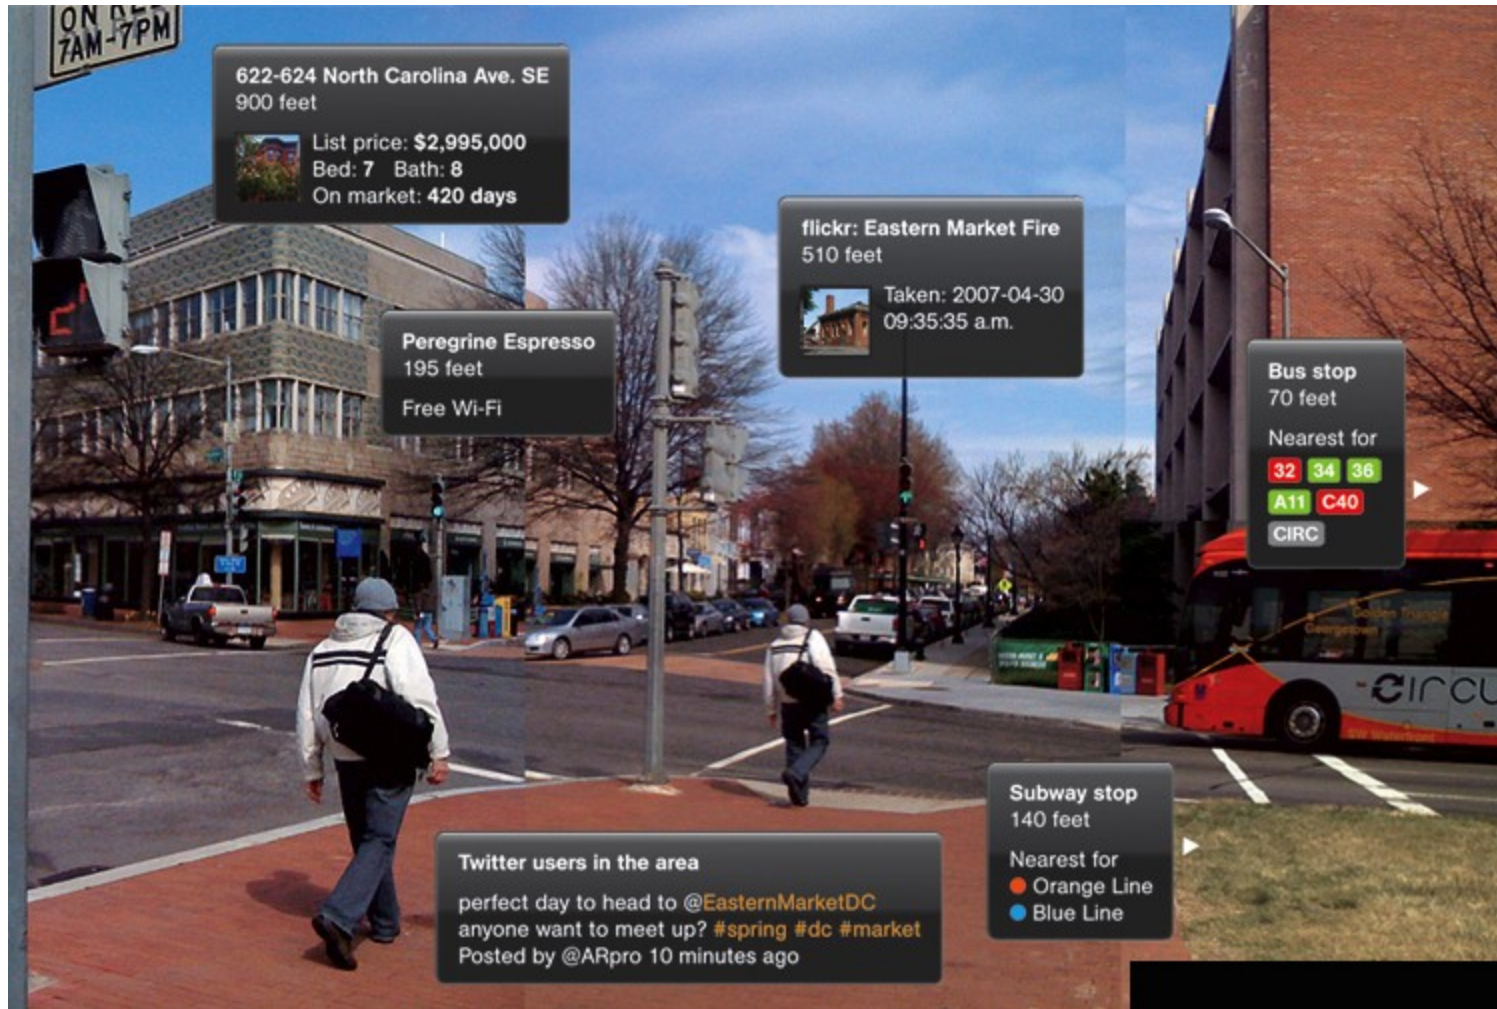 ON RED
7AM-7PM
622-624 North Carolina Ave. SE
900 feet
List price: $2,995,000
Bed: 7 Bath: 8
On market: 420 days
flickr: Eastern Market Fire
510 feet
Taken: 2007-04-30
09:35:35 a.m.
Peregrine Espresso
195 feet
Free Wi-Fi
Bus stop
70 feet
Nearest for
32 34 36
A11 C40
CIRC
Georgetown
CIRCU
SW Waterfront
Subway stop
140 feet
Nearest for
Orange Line
Blue Line
Twitter users in the area
perfect day to head to @EasternMarketDC
anyone want to meet up? #spring #dc #market
Posted by @ARpro 10 minutes ago